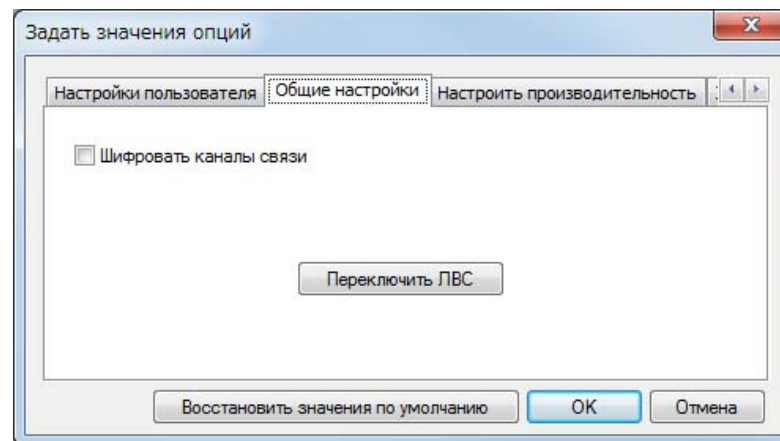 Задать значения опций
Настройки пользователя Общие настройки Настроить производительность
Шифровать каналы связи
Переключить ЛВС
Восстановить значения по умолчанию OK Отмена